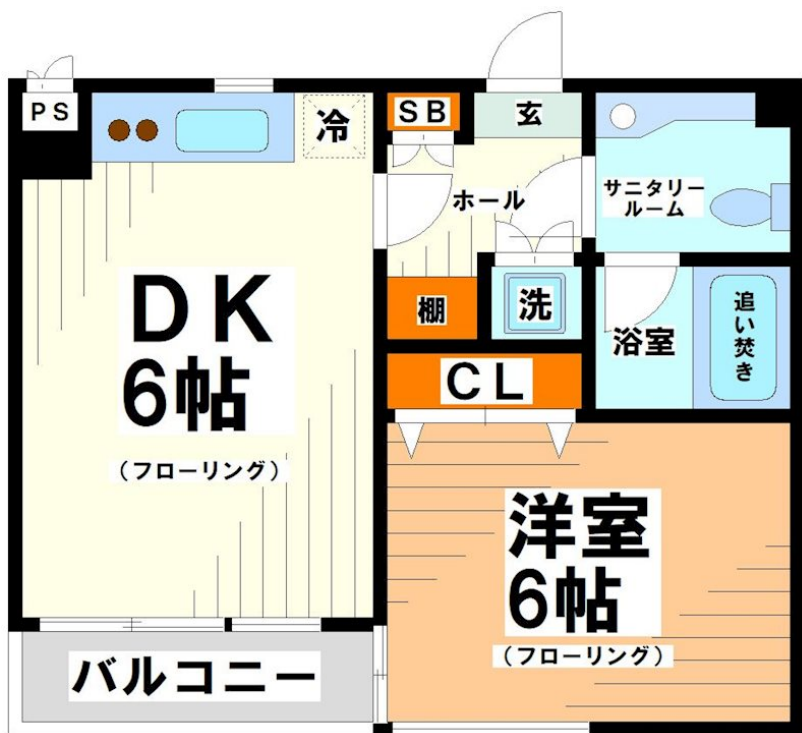 PS
冷
SB
玄
サニタリー
ルーム
ホール
DK
6帖
(フローリング)
棚
洗
浴室
追い焚き
CL
洋室
6帖
(フローリング)
バルコニー